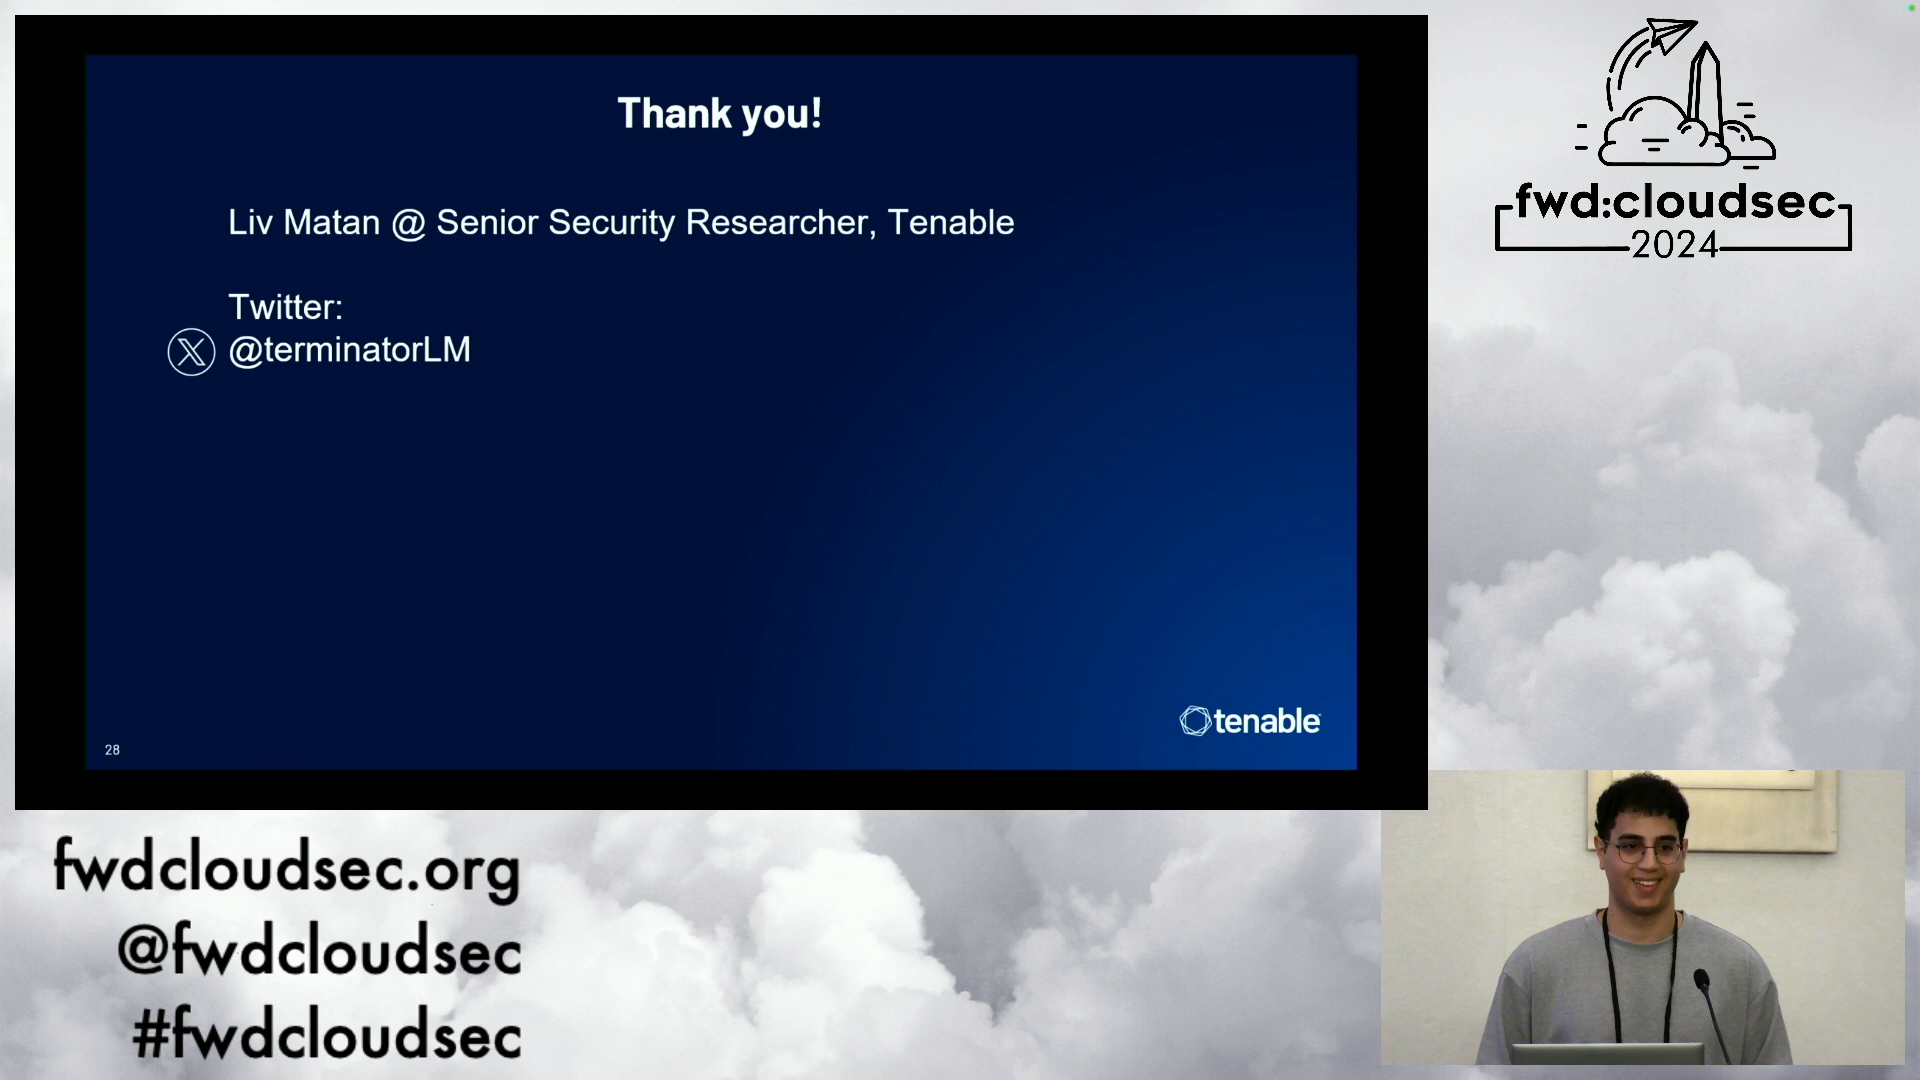 Thank you!
Liv Matan @ Senior Security Researcher, Tenable
Twitter:
@terminatorLM
tenable
28
fwd:cloudsec
2024
fwdcloudsec.org
@fwdcloudsec
#fwdcloudsec